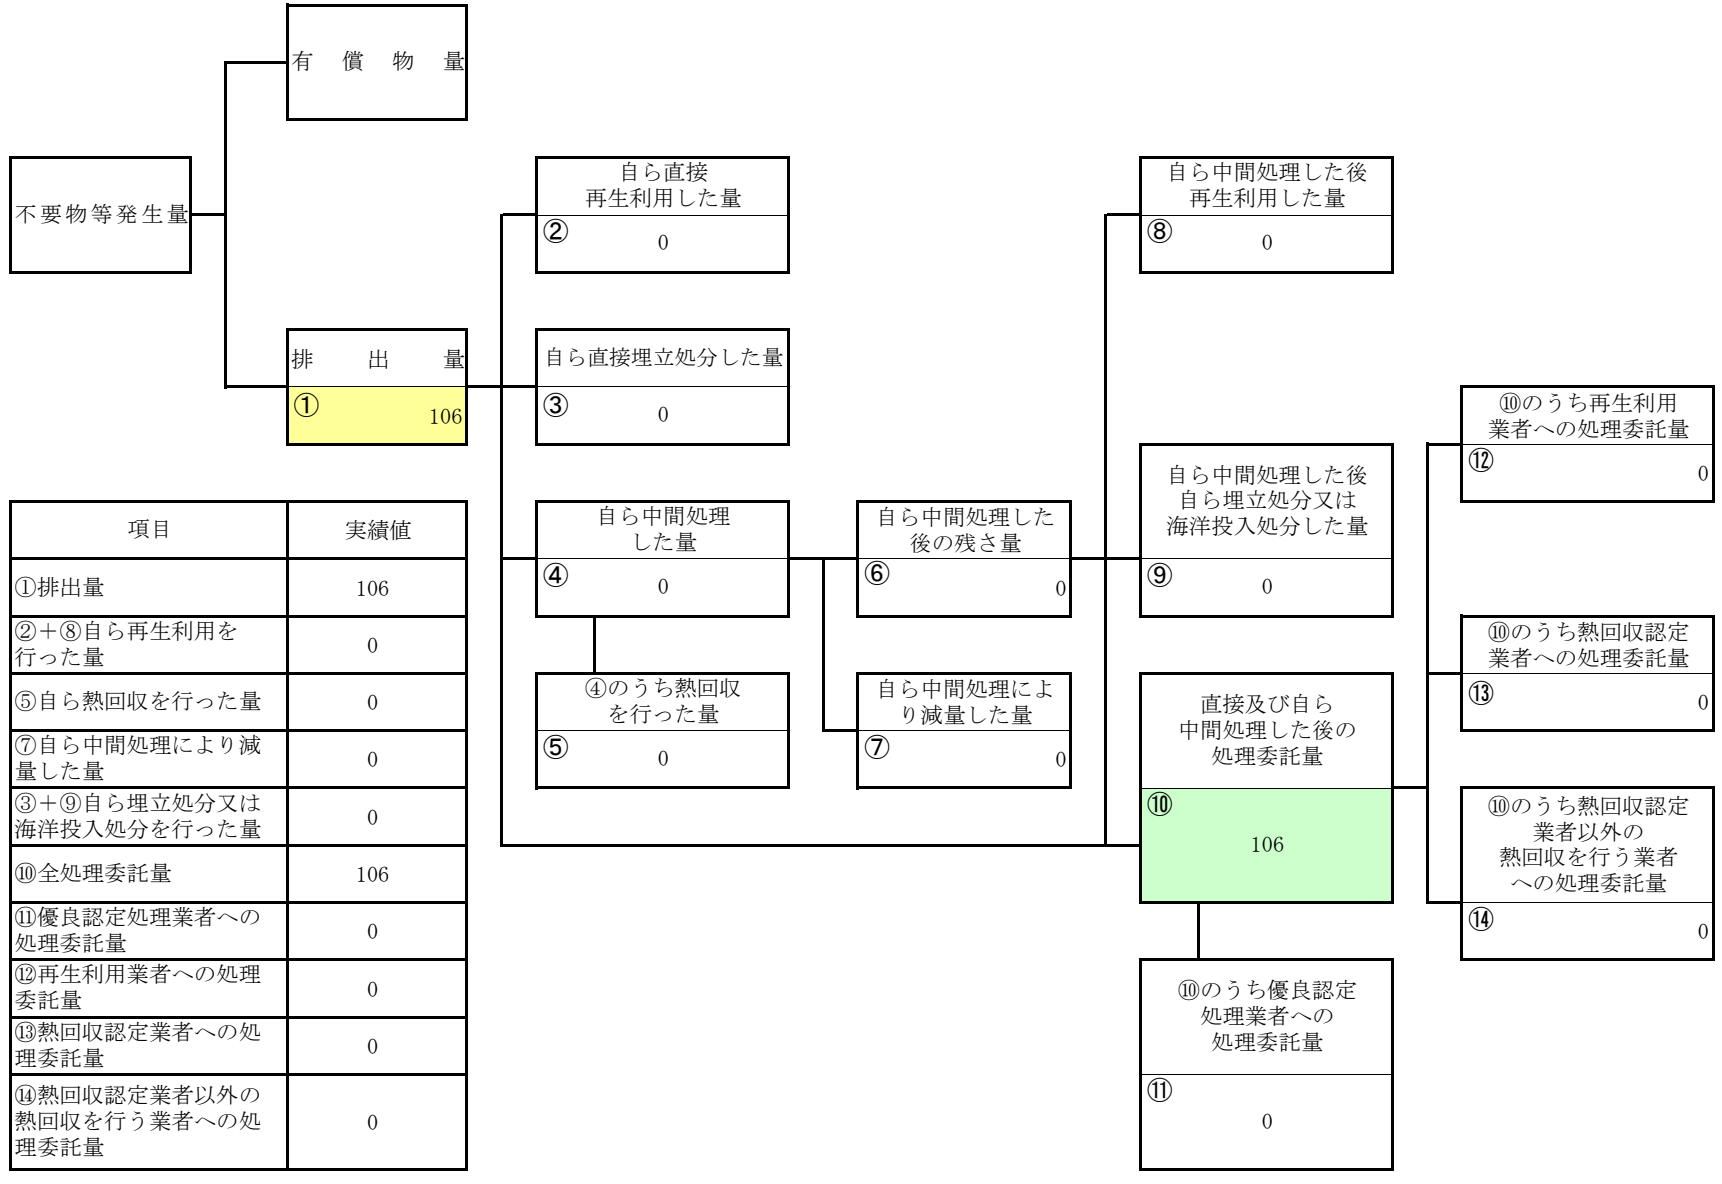 有償物量
不要物等発生量
自ら直接
再生利用した量
② 0
自ら中間処理した後
再生利用した量
⑧ 0
排出量
① 106
自ら直接埋立処分した量
③ 0
⑩のうち再生利用
業者への処理委託量
⑫ 0
自ら中間処理
した量
④ 0
自ら中間処理した
後の残さ量
⑥ 0
自ら中間処理した後
自ら埋立処分又は
海洋投入処分した量
⑨ 0
⑩のうち熱回収認定
業者への処理委託量
⑬ 0
④のうち熱回収
を行った量
⑤ 0
自ら中間処理によ
り減量した量
⑦ 0
直接及び自ら
中間処理した後の
処理委託量
⑩
106
⑩のうち熱回収認定
業者以外の
熱回収を行う業者
への処理委託量
⑭ 0
⑩のうち優良認定
処理業者への
処理委託量
⑪
0
項目 実績値
①排出量 106
②＋⑧自ら再生利用を
行った量 0
⑤自ら熱回収を行った量 0
⑦自ら中間処理により減
量した量 0
③＋⑨自ら埋立処分又は
海洋投入処分を行った量 0
⑩全処理委託量 106
⑪優良認定処理業者への
処理委託量 0
⑫再生利用業者への処理
委託量 0
⑬熱回収認定業者への処
理委託量 0
⑭熱回収認定業者以外の
熱回収を行う業者への処 0
理委託量